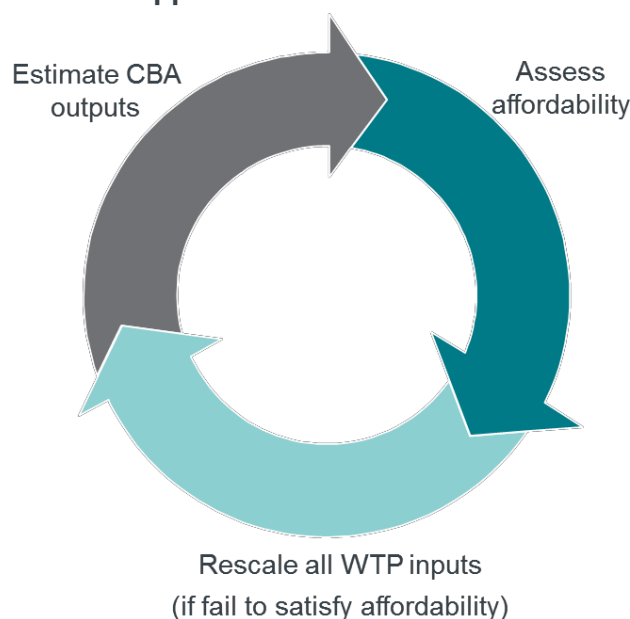 Estimate CBA
outputs
Assess
affordability
Rescale all WTP inputs
(if fail to satisfy affordability)